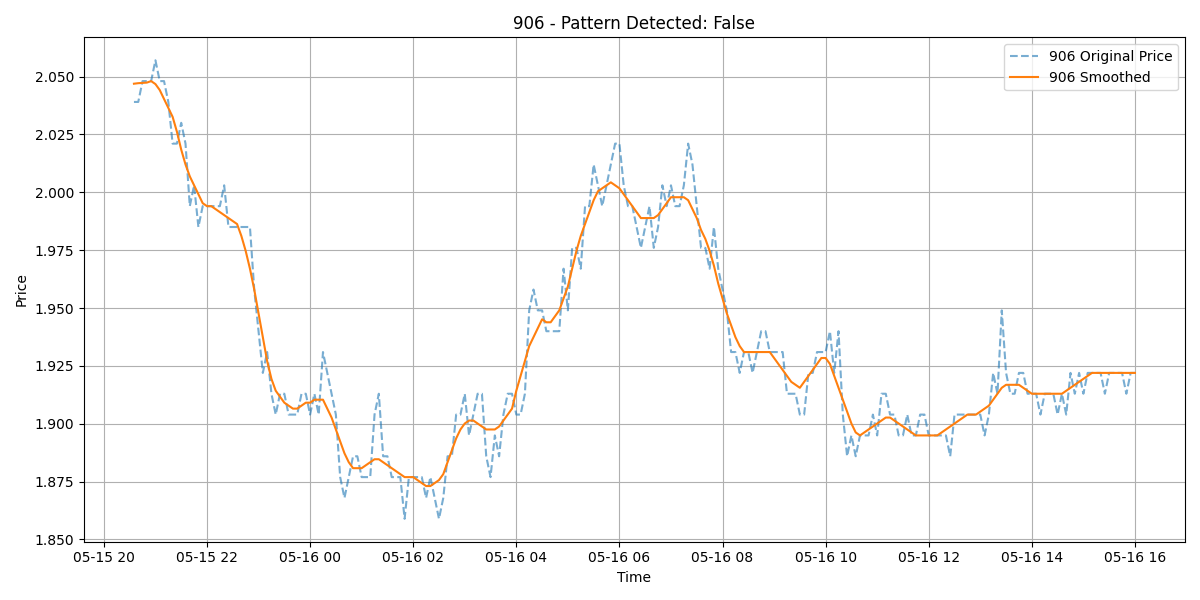 906 - Pattern Detected: False
906 Original Price
906 Smoothed
Price
2.050
2.025
2.000
1.975
1.950
1.925
1.900
1.875
1.850
05-15 20 05-15 22 05-16 00 05-16 02 05-16 04 05-16 06 05-16 08 05-16 10 05-16 12 05-16 14 05-16 16
Time